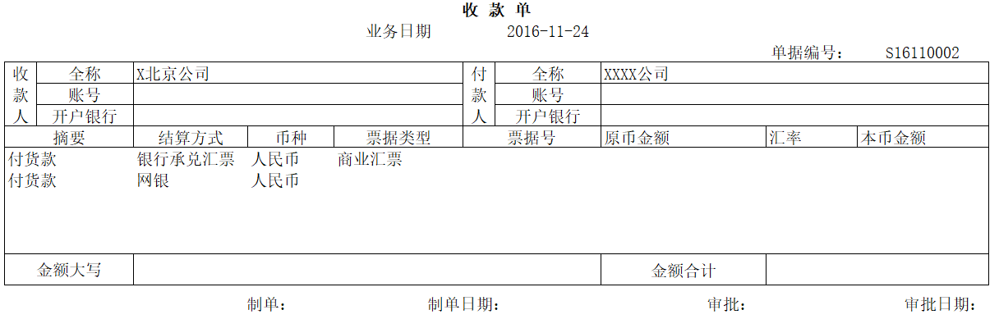 收 款 单
业务日期 2016-11-24
单据编号： S16110002
收款人 全称 X北京公司 付款人 全称 XXXX公司
账号 账号
开户银行 开户银行
摘要 结算方式 币种 票据类型 票据号 原币金额 汇率 本币金额
付货款 银行承兑汇票 人民币 商业汇票
付货款 网银 人民币
金额大写 金额合计
制单： 制单日期： 审批： 审批日期：